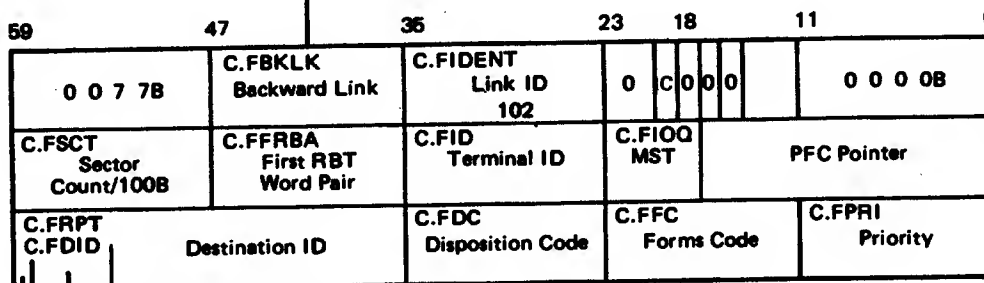 59 47 35 23 18 11
0 0 7 7B
C.FBKLK
Backward Link
C.FIDENT
Link ID
102
0 C 0 0 0
0 0 0 0B
C.FSCT
Sector
Count/100B
C.FFRBA
First RBT
Word Pair
C.FID
Terminal ID
C.FIOQ
MST
PFC Pointer
C.FRPT
C.FDID
Destination ID
C.FDC
Disposition Code
C.FFC
Forms Code
C.FPRI
Priority